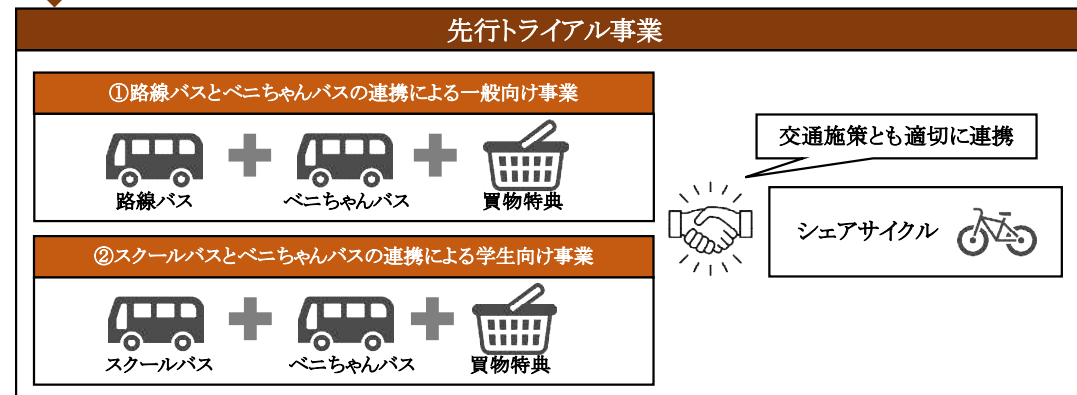 先行トライアル事業
①路線バスとベニちゃんバスの連携による一般向け事業
路線バス
ベニちゃんバス
買物特典
②スクールバスとベニちゃんバスの連携による学生向け事業
スクールバス
ベニちゃんバス
買物特典
交通施策とも適切に連携
シェアサイクル